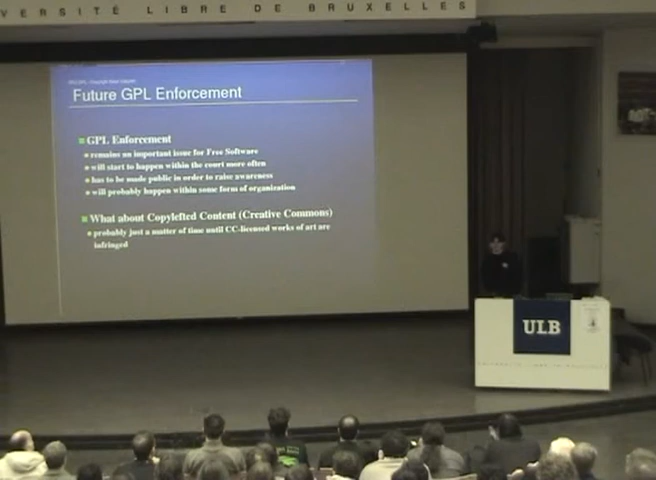 VERSITÉ LIBRE DE BRUXELLES
Future GPL Enforcement
GPL Enforcement
remains an important issue for Free Software
will start to happen within the court more often
has to be made public in order to raise awareness
will probably happen within some form of organization
What about Copylefted Content (Creative Commons)
probably just a matter of time until CC-licensed works of art are
infringed
ULB